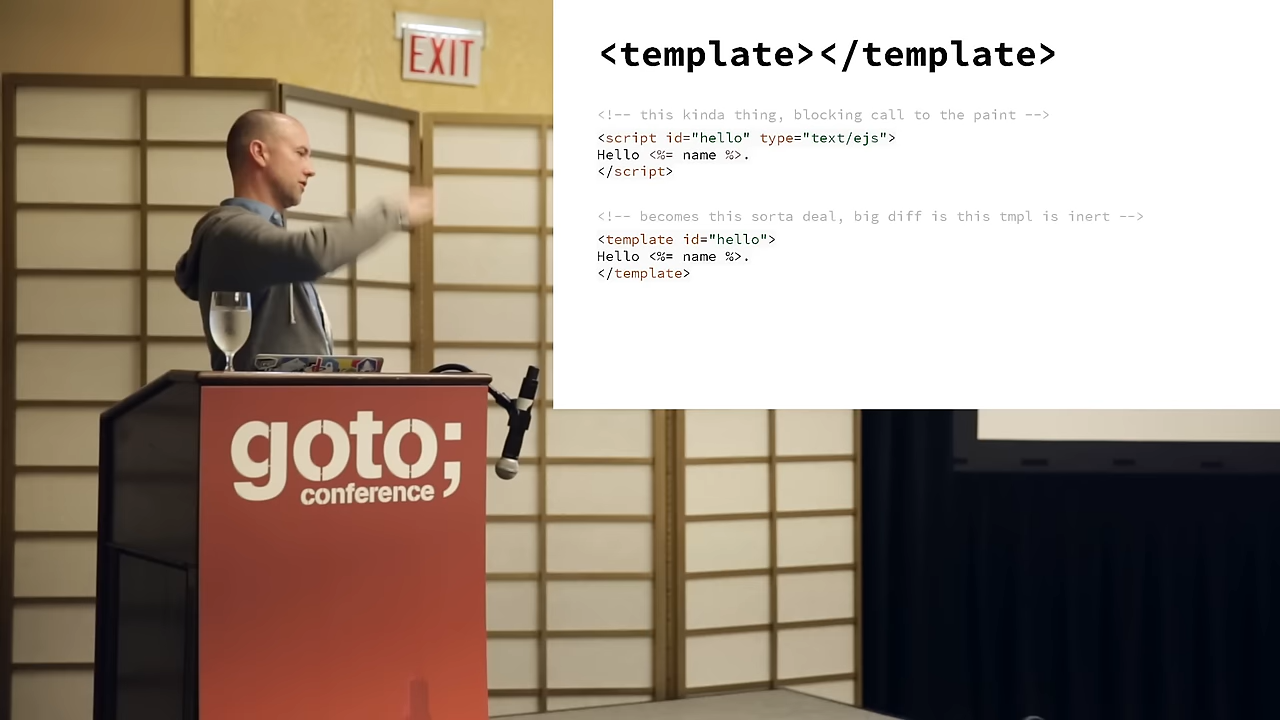 EXIT
goto;
conference
<template></template>
<!-- this kinda thing, blocking call to the paint -->
<script id="hello" type="text/ejs">
Hello <%= name %>.
</script>
<!-- becomes this sorta deal, big diff is this tmpl is inert -->
<template id="hello">
Hello <%= name %>.
</template>